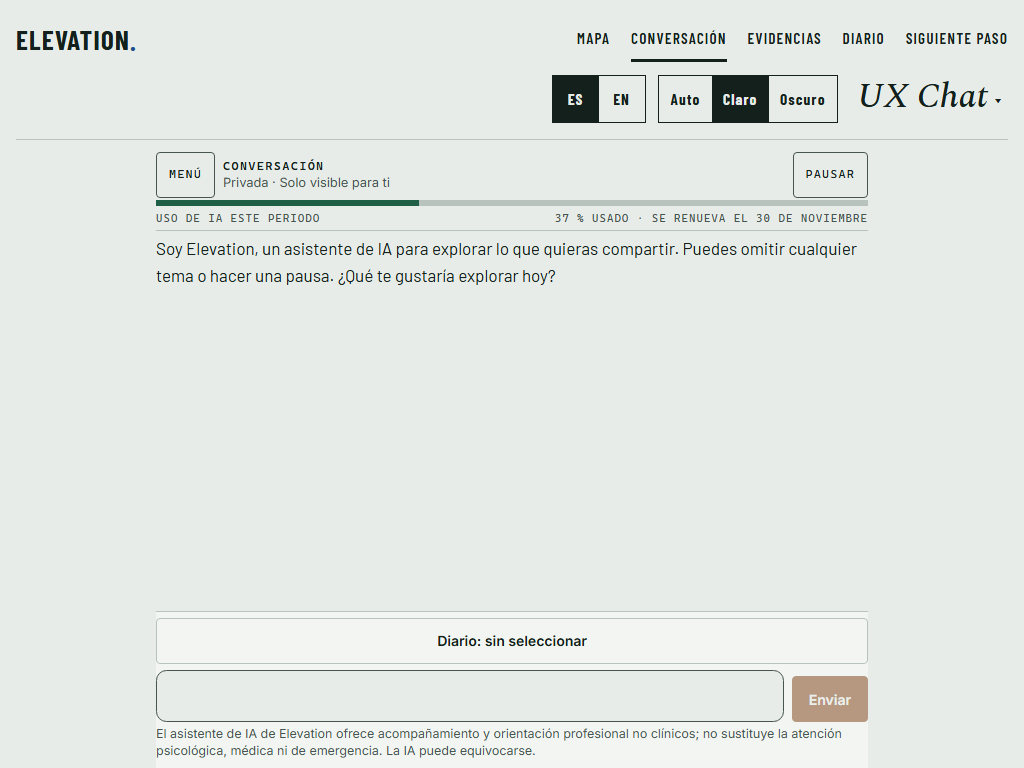 ELEVATION.
MAPA CONVERSACIÓN EVIDENCIAS DIARIO SIGUIENTE PASO
ES EN Auto Claro Oscuro UX Chat
MENÚ
CONVERSACIÓN
Privada · Solo visible para ti
PAUSAR
USO DE IA ESTE PERIODO
37 % USADO · SE RENUEVA EL 30 DE NOVIEMBRE
Soy Elevation, un asistente de IA para explorar lo que quieras compartir. Puedes omitir cualquier
tema o hacer una pausa. ¿Qué te gustaría explorar hoy?
Diario: sin seleccionar
Enviar
El asistente de IA de Elevation ofrece acompañamiento y orientación profesional no clínicos; no sustituye la atención
psicológica, médica ni de emergencia. La IA puede equivocarse.